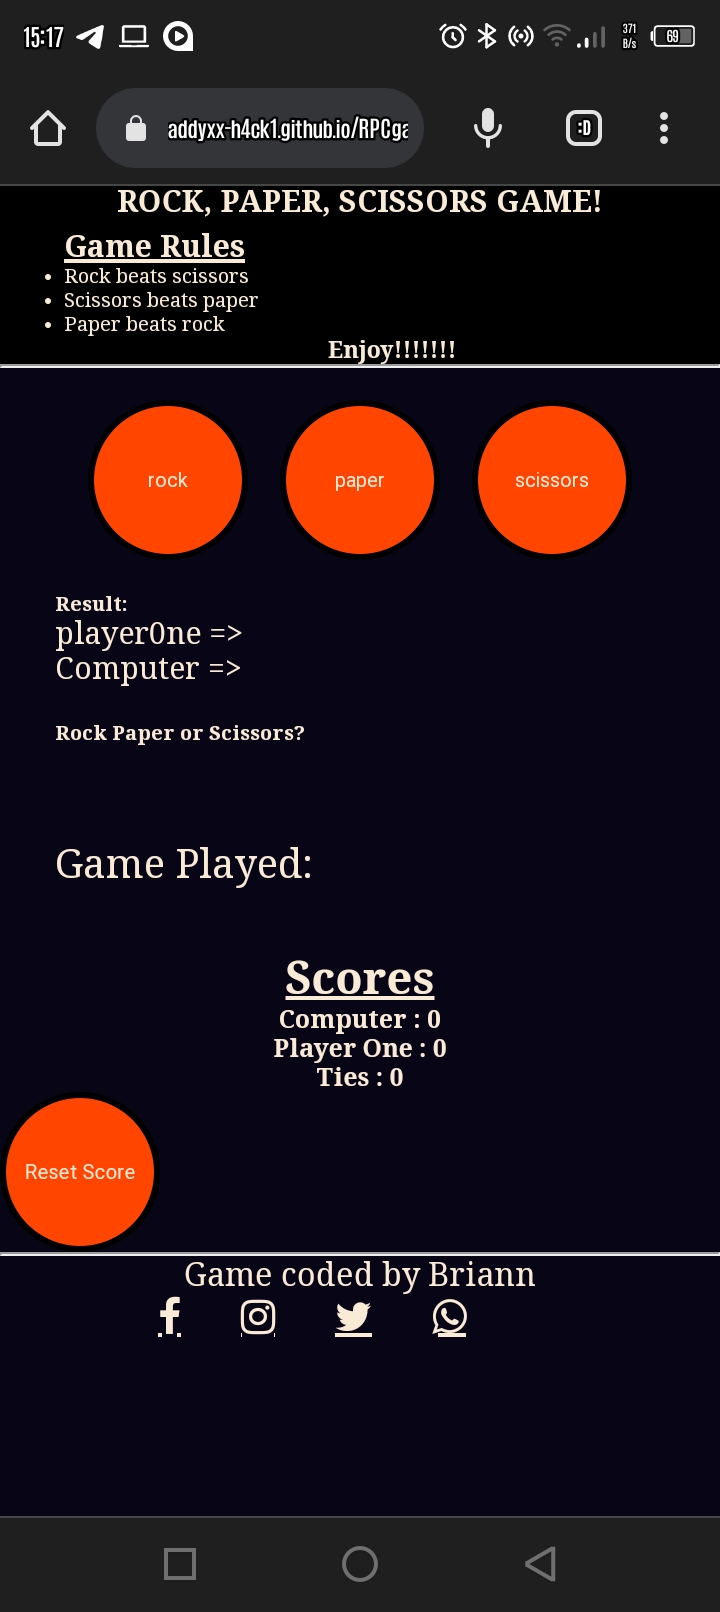 15:17
371
B/s
69
addyxx-h4ck1.github.io/RPCga
:D
ROCK, PAPER, SCISSORS GAME!
Game Rules
• Rock beats scissors
• Scissors beats paper
• Paper beats rock
Enjoy!!!!!!!
rock
paper
scissors
Result:
player0ne =>
Computer =>
Rock Paper or Scissors?
Game Played:
Scores
Computer : 0
Player One : 0
Ties : 0
Reset Score
Game coded by Briann